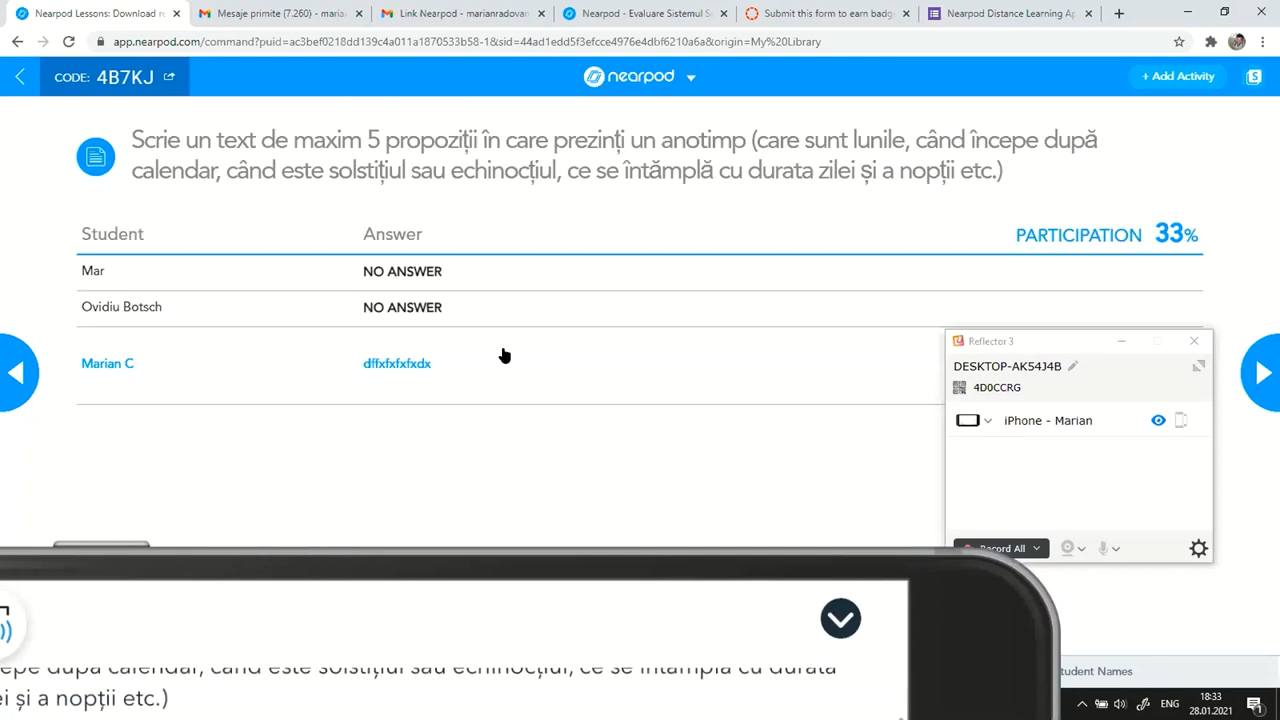 Nearpod Lessons: Download re
Mesaje primite (7.260) - maria
Link Nearpod - marianradovan
Nearpod - Evaluare Sistemul S
Submit this form to earn badg
Nearpod Distance Learning Ap
app.nearpod.com/command?puid=ac3bef0218dd139c4a011a1870533b58-1&sid=44ad1edd5f3efcce4976e4dbf6210a6a&origin=My%20Library
CODE: 4B7KJ
nearpod
+ Add Activity
S
Scrie un text de maxim 5 propoziții în care prezinți un anotimp (care sunt lunile, când începe după
calendar, când este solstițiul sau echinocțiul, ce se întămplă cu durata zilei și a nopții etc.)
Student Answer PARTICIPATION 33%
Mar NO ANSWER
Ovidiu Botsch NO ANSWER
Marian C dffxfxfxfxdx
Reflector 3
DESKTOP-AK54J4B
4D0CCRG
iPhone - Marian
Record All
epe după calendar, când este solstițiul sau echinocțiul, ce se întămplă cu durata
ei și a nopții etc.)
tudent Names
ENG
18:33
28.01.2021
1